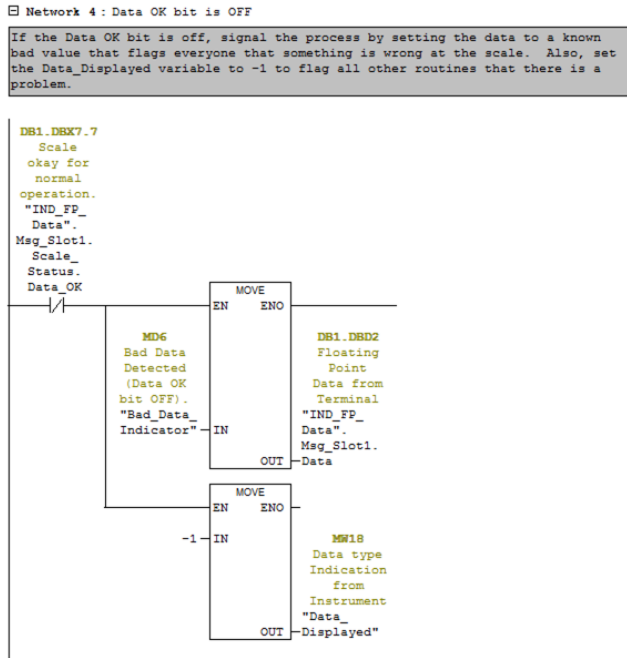 Network 4 : Data OK bit is OFF
If the Data OK bit is off, signal the process by setting the data to a known
bad value that flags everyone that something is wrong at the scale.  Also, set
the Data_Displayed variable to -1 to flag all other routines that there is a
problem.
DB1.DBX7.7
Scale
okay for
normal
operation.
"IND_FP_
Data".
Msg_Slot1.
Scale_
Status.
Data_OK
MOVE
EN ENO
MD6
Bad Data
Detected
(Data OK
bit OFF).
"Bad_Data_
Indicator"
IN
DB1.DBD2
Floating
Point
Data from
Terminal
"IND_FP_
Data".
Msg_Slot1.
Data
OUT
MOVE
EN ENO
-1 IN
MW18
Data type
Indication
from
Instrument
"Data_
Displayed"
OUT